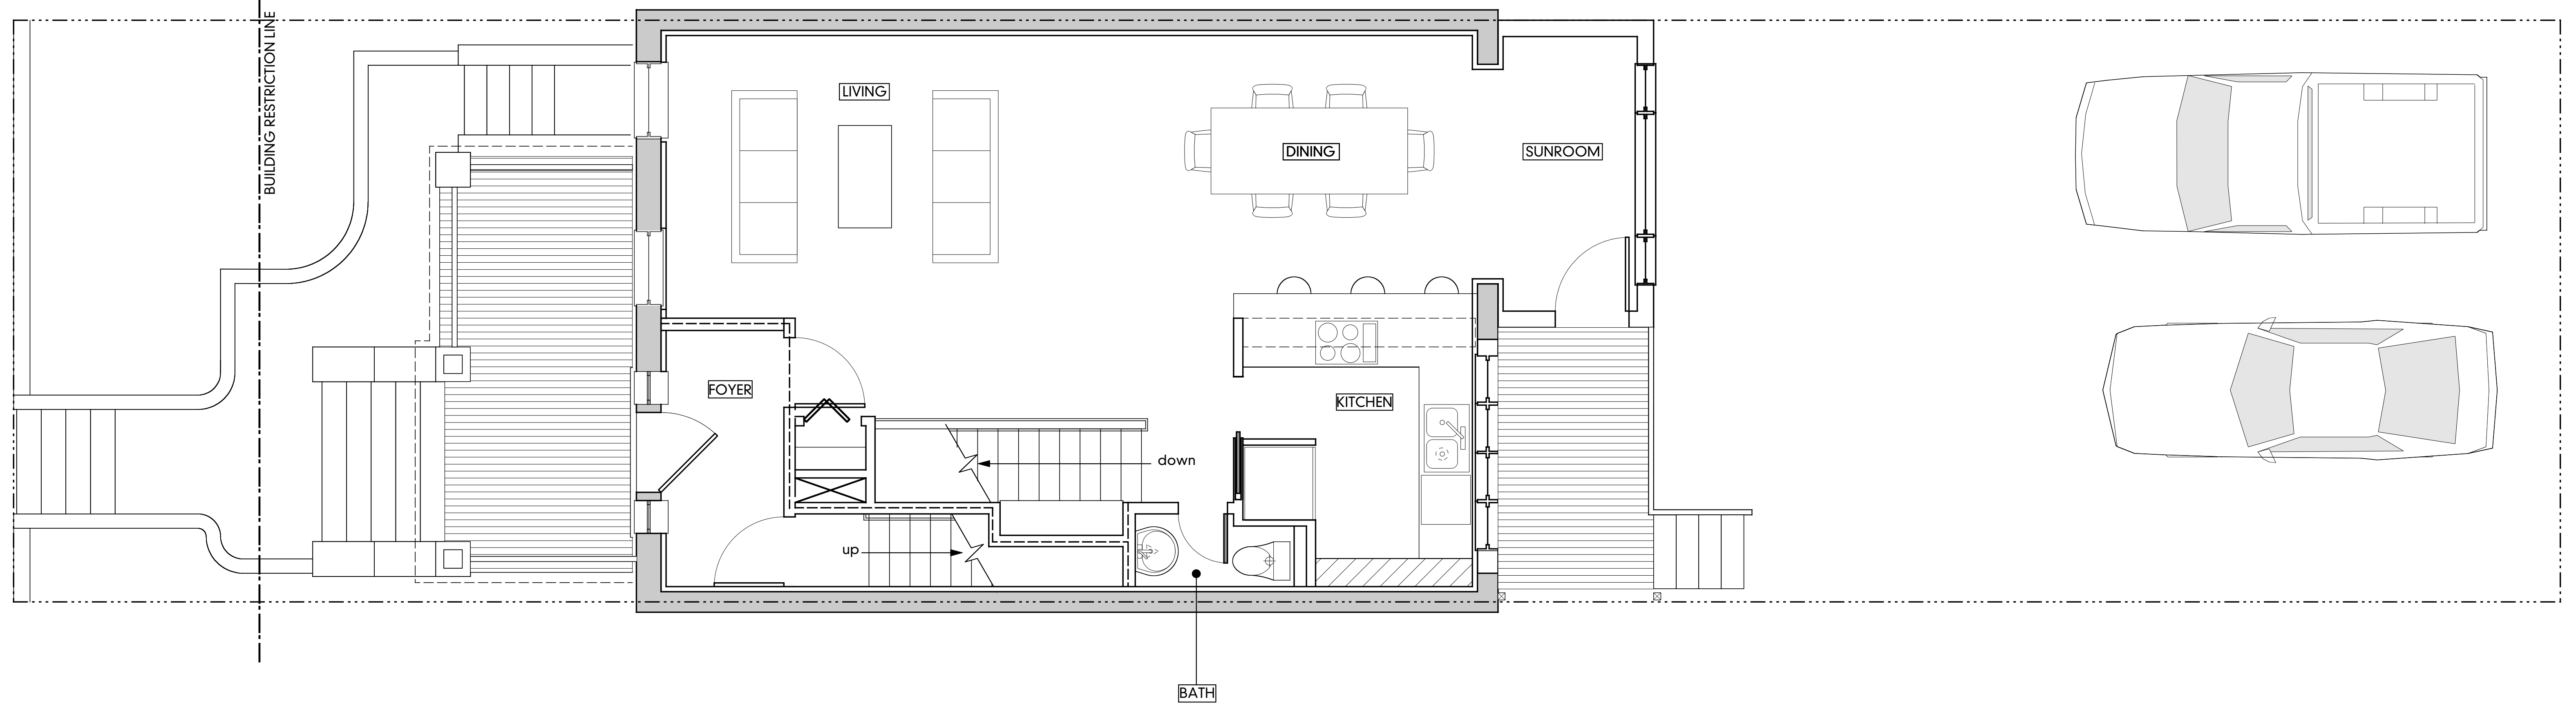 BUILDING RESTRICTION LINE
LIVING
DINING
SUNROOM
FOYER
KITCHEN
down
up
BATH